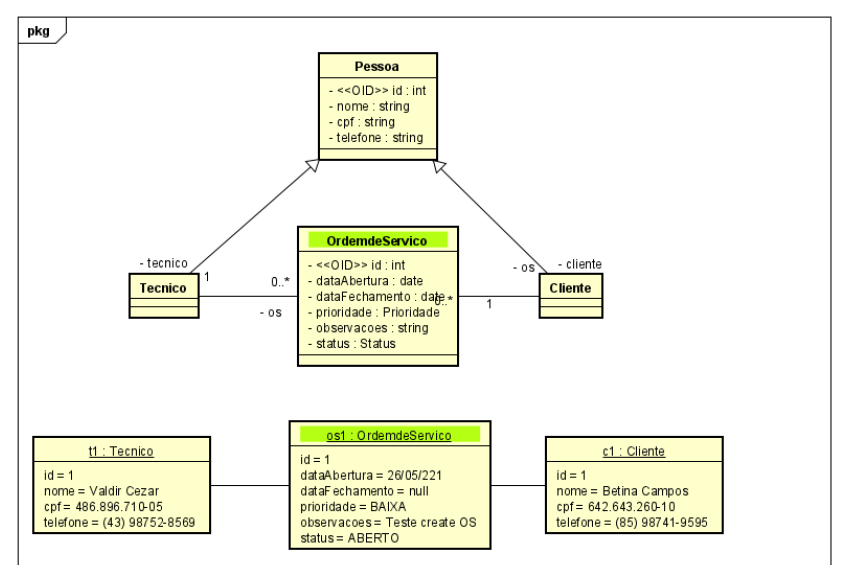 pkg
Pessoa
- <<OID>> id : int
- nome : string
- cpf : string
- telefone : string
- tecnico
1
Tecnico
0..*
- os
OrdemdeServico
- <<OID>> id : int
- dataAbertura : date
- dataFechamento : date
- prioridade : Prioridade
- observacoes : string
- status : Status
0..*
- os
- cliente
1
Cliente
t1 : Tecnico
id = 1
nome = Valdir Cezar
cpf = 486.896.710-05
telefone = (43) 98752-8569
os1 : OrdemdeServico
id = 1
dataAbertura = 26/05/221
dataFechamento = null
prioridade = BAIXA
observacoes = Teste create OS
status = ABERTO
c1 : Cliente
id = 1
nome = Betina Campos
cpf = 642.643.260-10
telefone = (85) 98741-9595